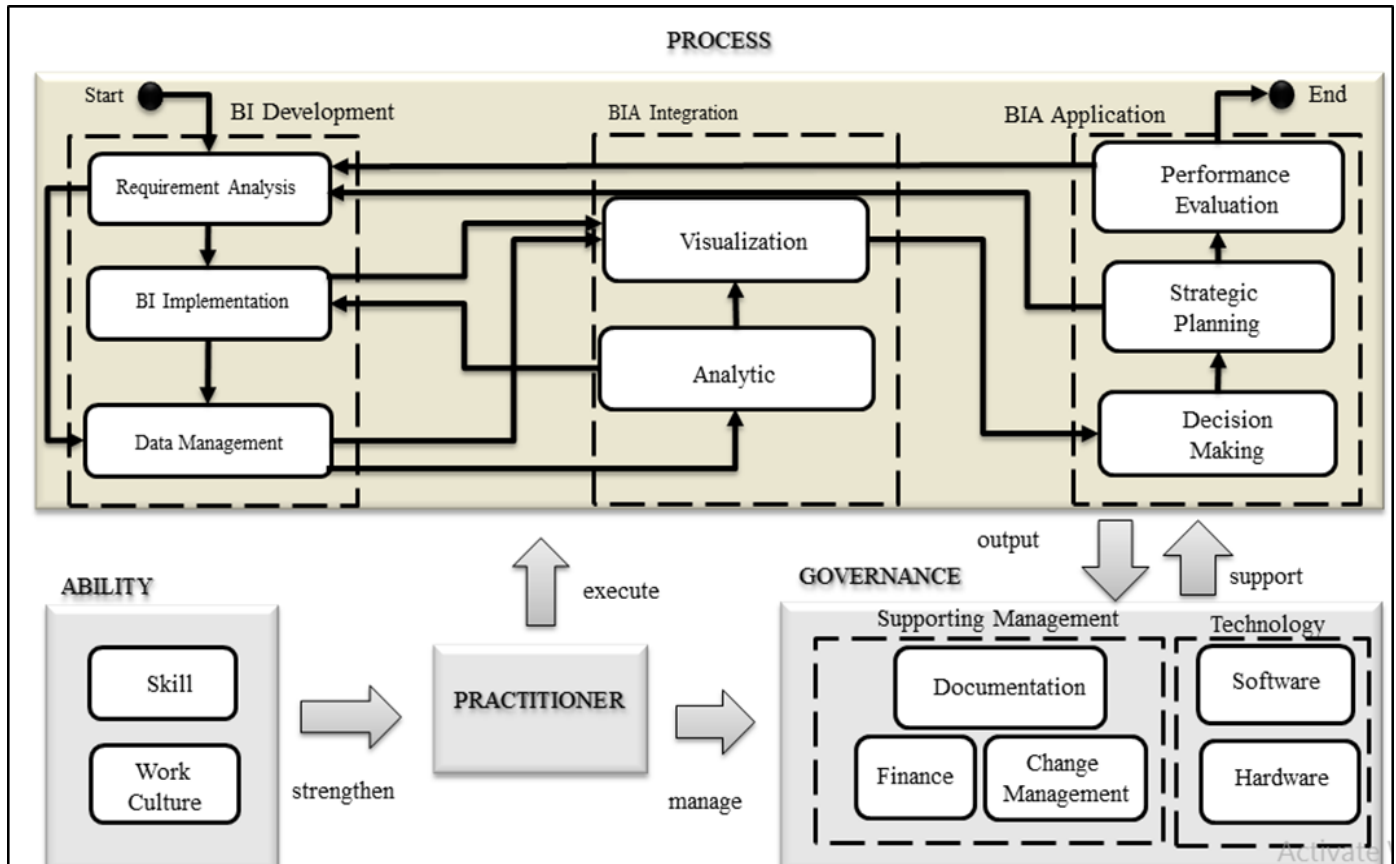 PROCESS
Start
End
BI Development
BIA Integration
BIA Application
Requirement Analysis
BI Implementation
Data Management
Visualization
Analytic
Performance
Evaluation
Strategic
Planning
Decision
Making
output
support
execute
ABILITY
Skill
Work
Culture
strengthen
PRACTITIONER
manage
GOVERNANCE
Supporting Management
Documentation
Finance
Change
Management
Technology
Software
Hardware
Activate